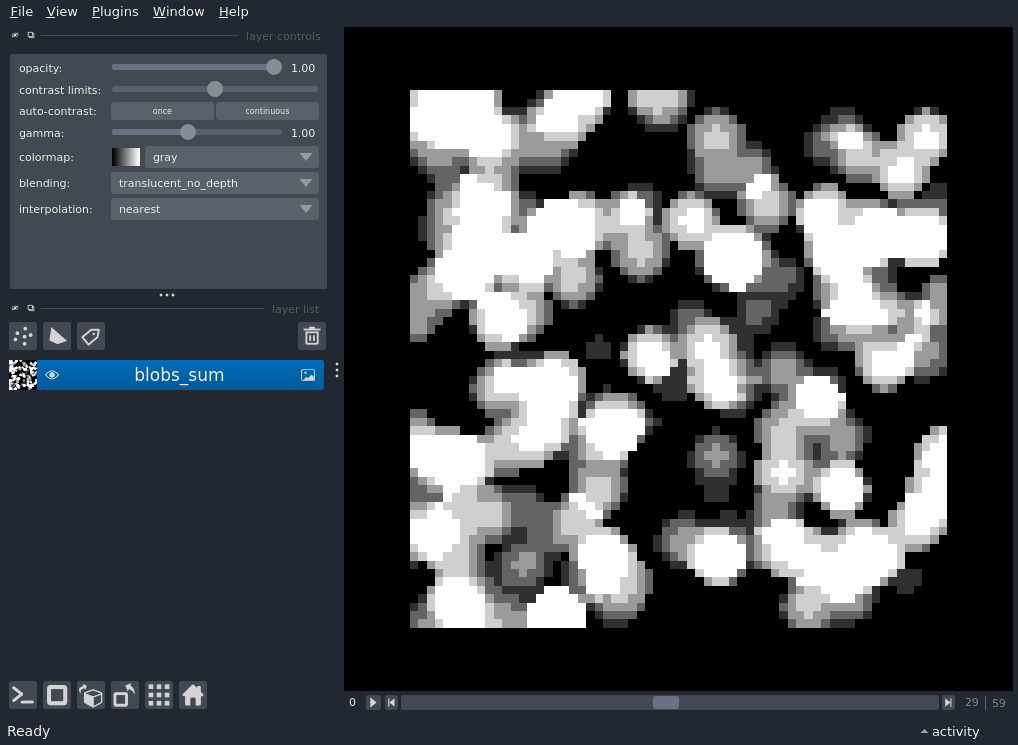 File View Plugins Window Help
layer controls
opacity: 1.00
contrast limits:
auto-contrast: once continuous
gamma: 1.00
colormap: gray
blending: translucent_no_depth
interpolation: nearest
layer list
blobs_sum
0 29 | 59
Ready activity